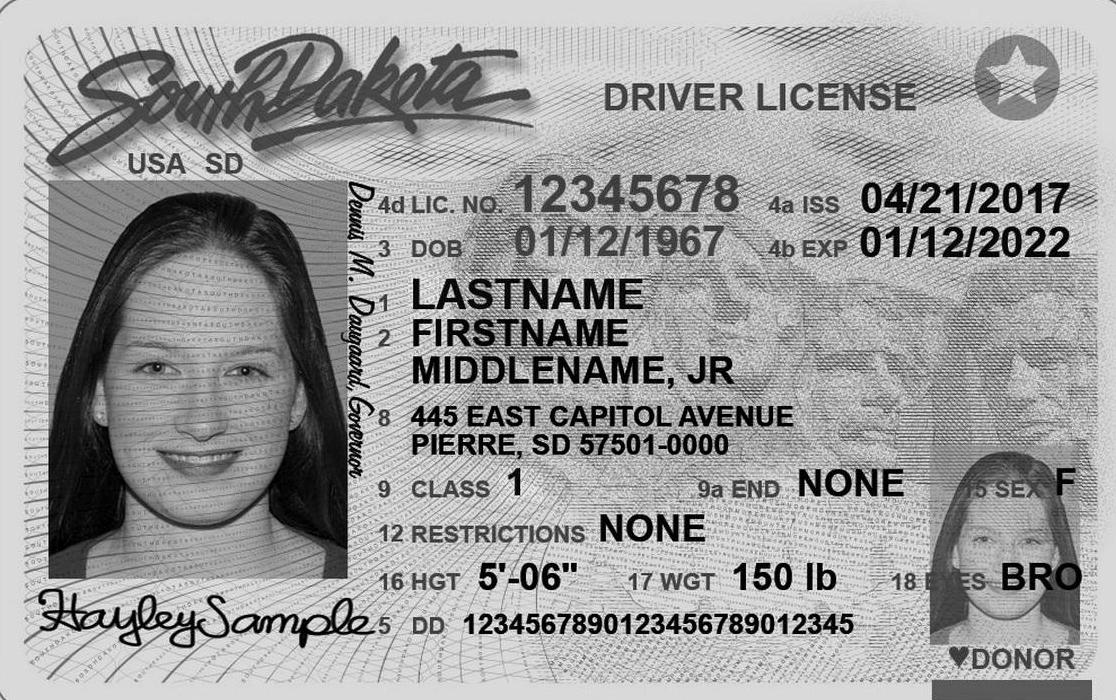 South Dakota
DRIVER LICENSE
USA SD
Dennis M. Daugaard, Governor
4d LIC. NO. 12345678 4a ISS 04/21/2017
3 DOB 01/12/1967 4b EXP 01/12/2022
1 LASTNAME
2 FIRSTNAME
MIDDLENAME, JR
8 445 EAST CAPITOL AVENUE
PIERRE, SD 57501-0000
9 CLASS 1 9a END NONE 15 SEX F
12 RESTRICTIONS NONE
16 HGT 5'-06" 17 WGT 150 lb 18 EYES BRO
HayleySample
5 DD 1234567890123456789012345
♥DONOR